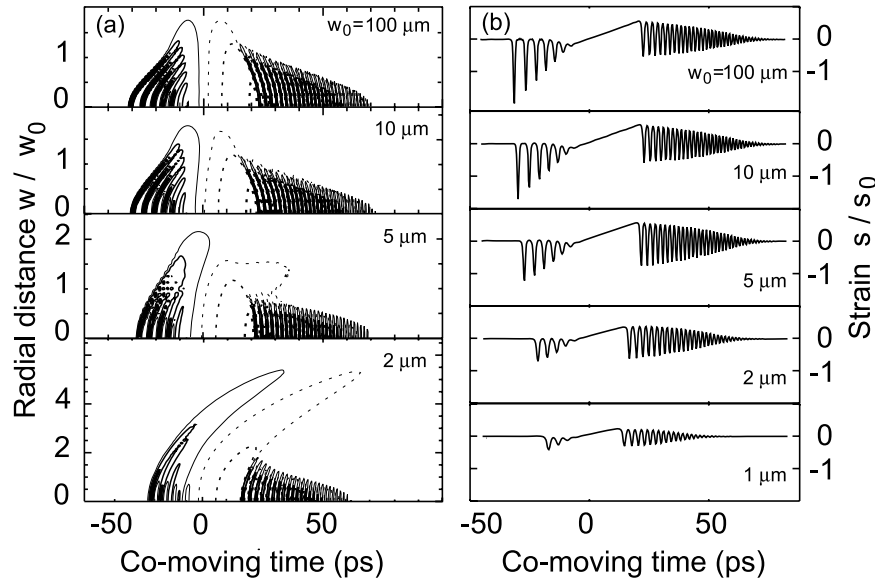 (a)
w0=100 μm
1
0
10 μm
1
0
5 μm
2
1
0
2 μm
4
2
0
Radial distance w / w0
-50
0
50
Co-moving time (ps)
(b)
w0=100 μm
0
-1
10 μm
0
-1
5 μm
0
-1
2 μm
0
-1
1 μm
0
-1
Strain s / s0
-50
0
50
Co-moving time (ps)